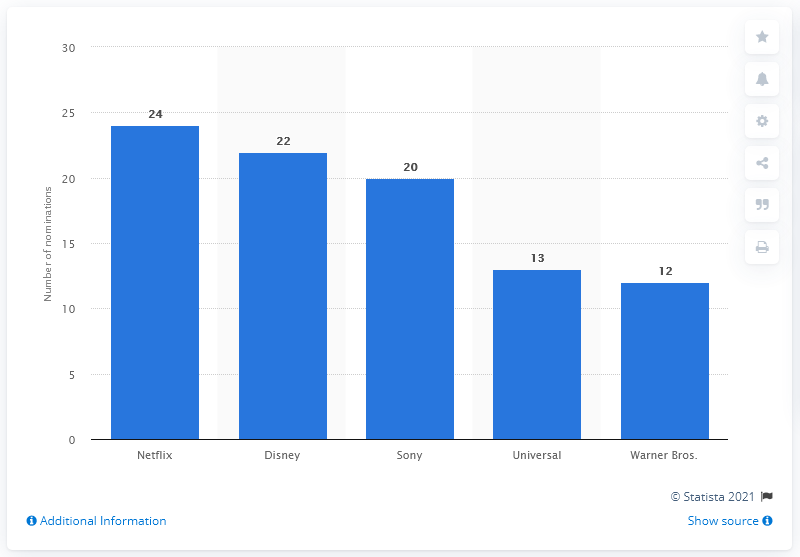 30
25
20
15
10
5
0
Number of nominations
24
22
20
13
12
Netflix
Disney
Sony
Universal
Warner Bros.
© Statista 2021
Additional Information
Show source